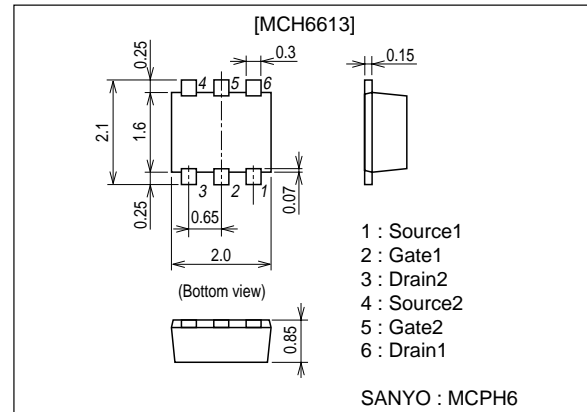 [MCH6613]
0.25
0.3
0.15
4 5 6
2.1
1.6
3 2 1
0.25
0.65
0.07
2.0
(Bottom view)
0.85
1 : Source1
2 : Gate1
3 : Drain2
4 : Source2
5 : Gate2
6 : Drain1
SANYO : MCPH6